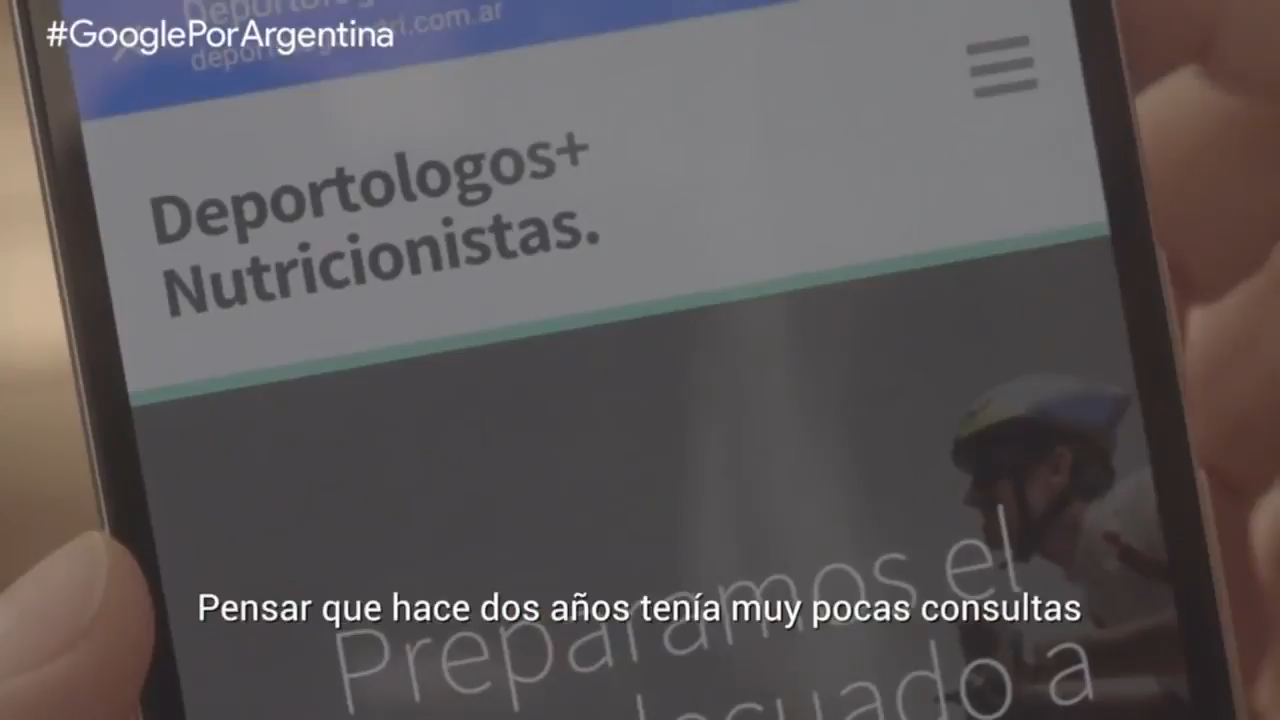 #GooglePorArgentina
Deportologos+
Nutricionistas.
Preparamos el
a
Pensar que hace dos años tenía muy pocas consultas